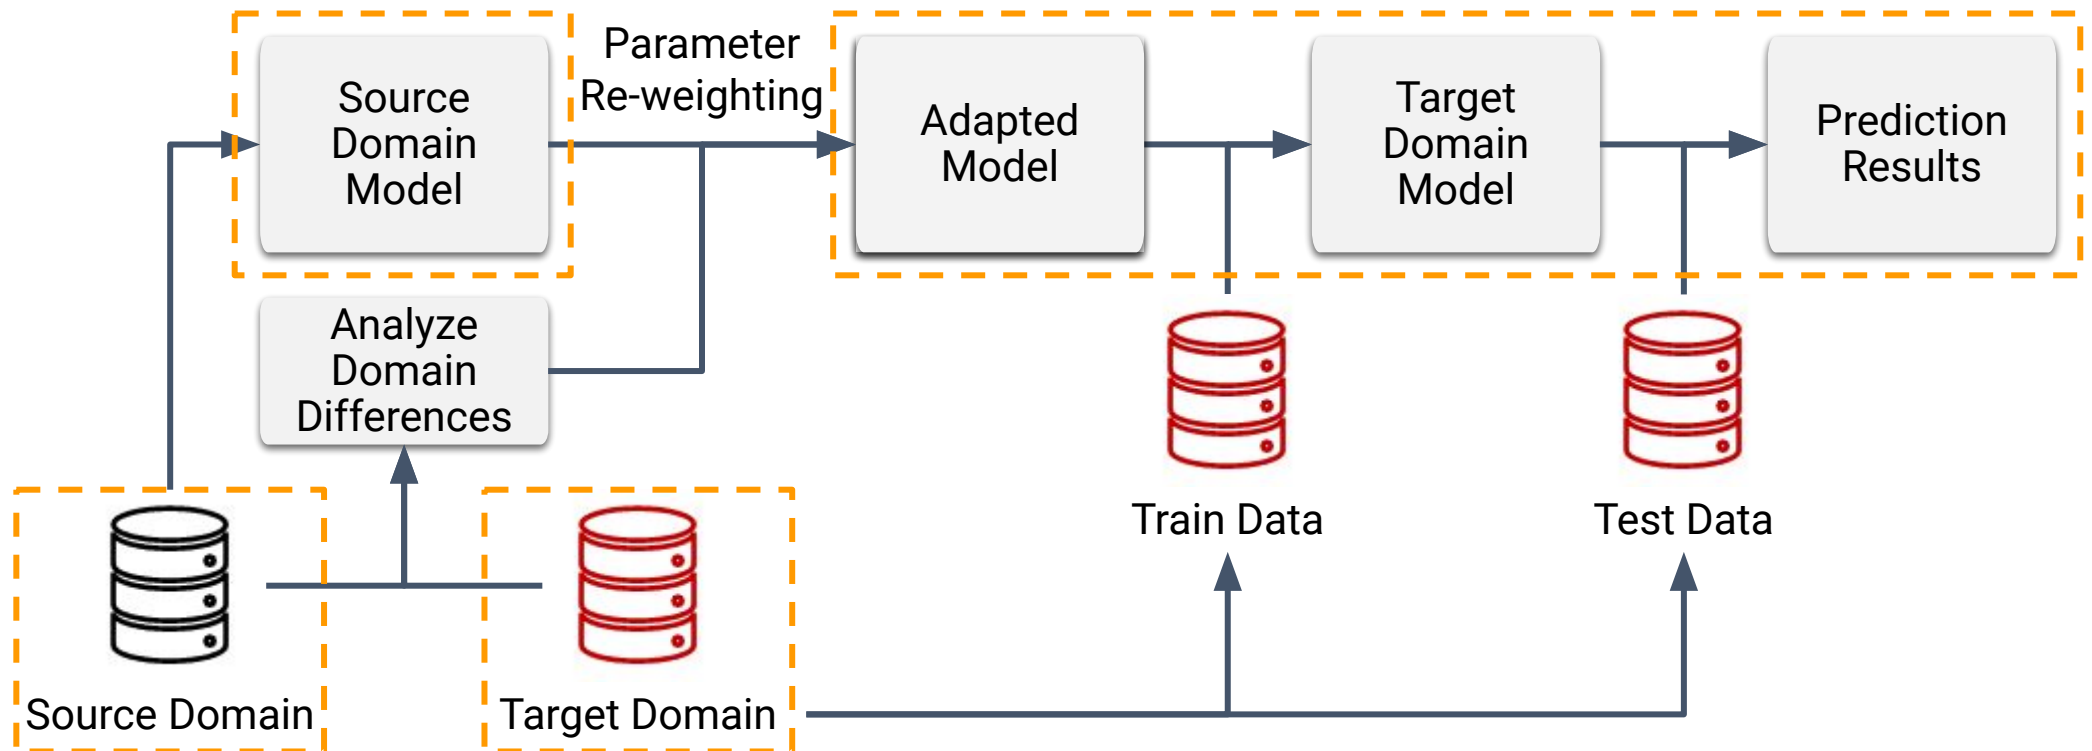 Source
Domain
Model
Parameter
Re-weighting
Adapted
Model
Target
Domain
Model
Prediction
Results
Analyze
Domain
Differences
Train Data
Test Data
Source Domain
Target Domain